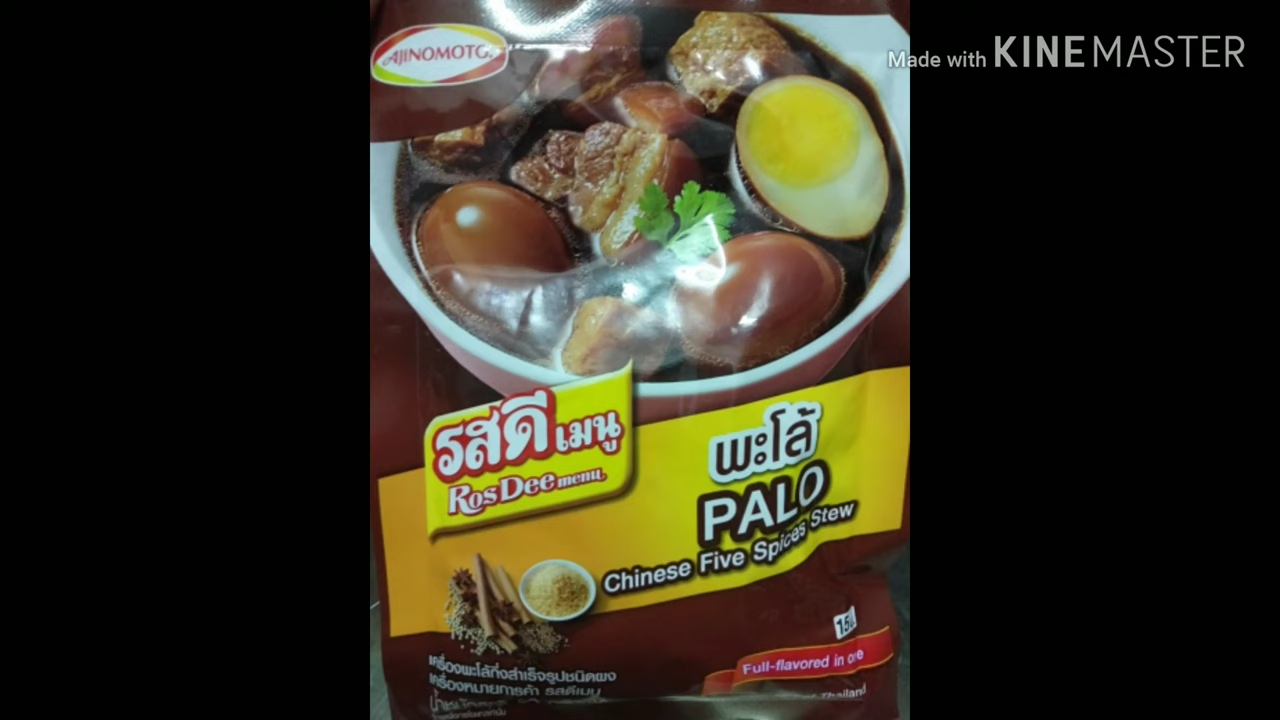 AJINOMOTO®
Made with KINEMASTER
รสดี เมนู
RosDee menu®
พะโล้
PALO
Chinese Five Spices Stew
15฿
Full-flavored in one
เครื่องพะโล้กึ่งสำเร็จรูปชนิดผง
เครื่องหมายการค้า รสดีเมนู
Thailand